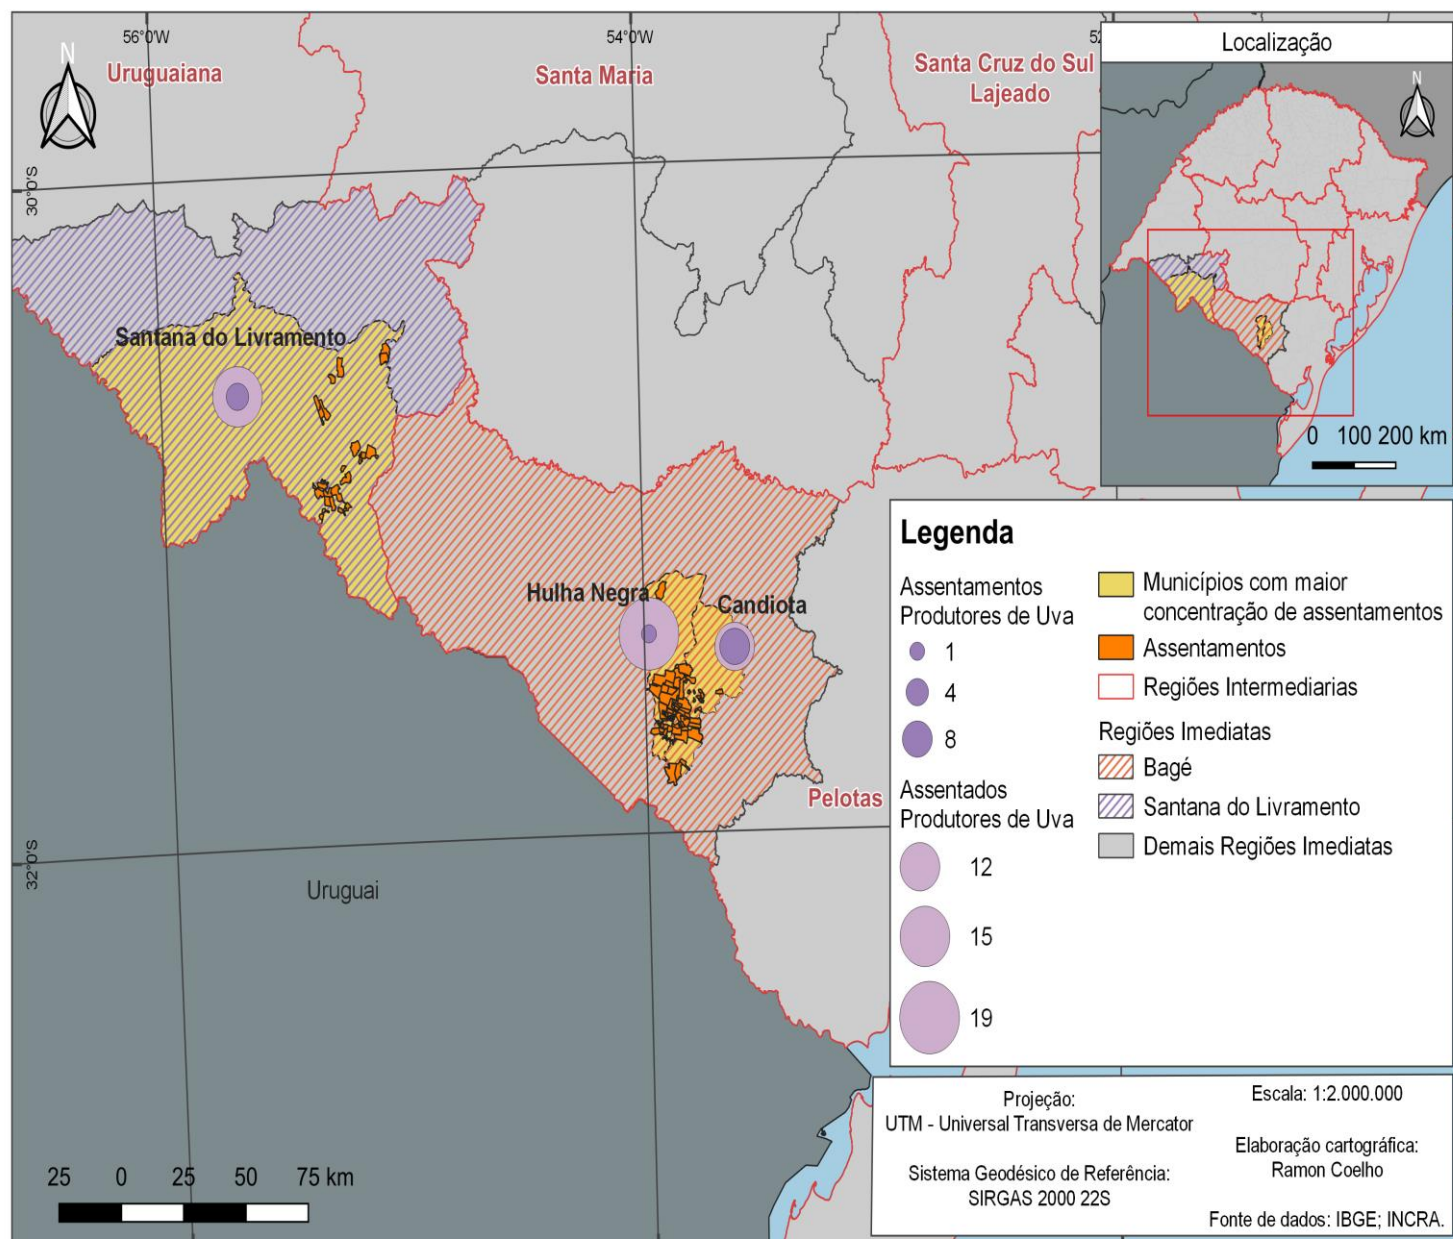 56°0'W
54°0'W
52
N
Uruguaiana
Santa Maria
Santa Cruz do Sul
Lajeado
30°0'S
32°0'S
Santana do Livramento
Hulha Negra
Candiota
Pelotas
Uruguai
25 0 25 50 75 km
Localização
N
0 100 200 km
Legenda
Assentamentos
Produtores de Uva
1
4
8
Assentados
Produtores de Uva
12
15
19
Municípios com maior
concentração de assentamentos
Assentamentos
Regiões Intermediarias
Regiões Imediatas
Bagé
Santana do Livramento
Demais Regiões Imediatas
Projeção:
UTM - Universal Transversa de Mercator
Sistema Geodésico de Referência:
SIRGAS 2000 22S
Escala: 1:2.000.000
Elaboração cartográfica:
Ramon Coelho
Fonte de dados: IBGE; INCRA.